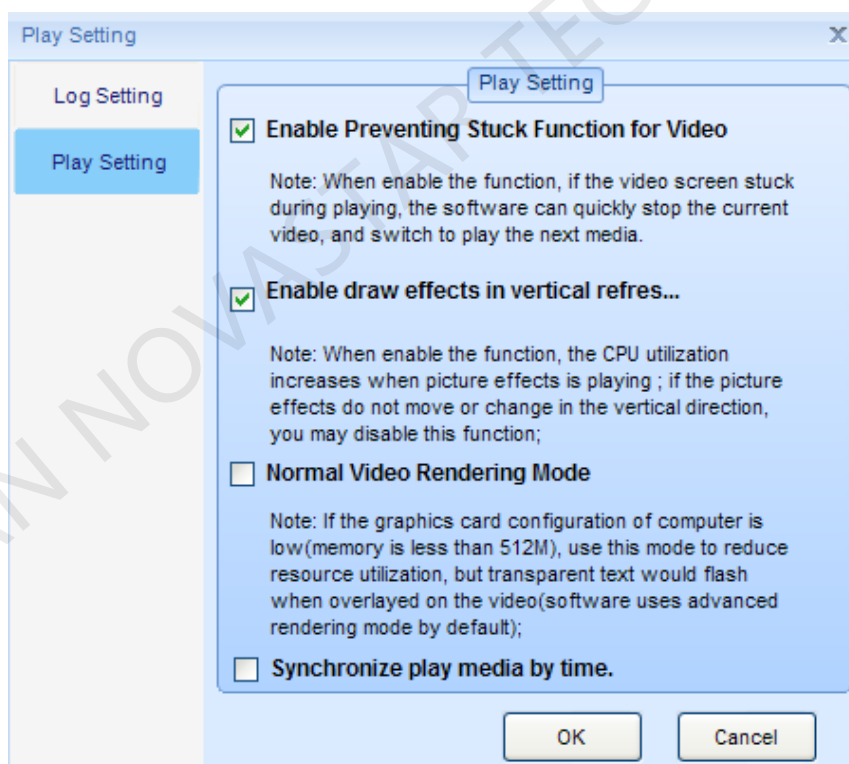 Play Setting
X
Log Setting
Play Setting
Play Setting
Enable Preventing Stuck Function for Video
Note: When enable the function, if the video screen stuck
during playing, the software can quickly stop the current
video, and switch to play the next media.
Enable draw effects in vertical refres...
Note: When enable the function, the CPU utilization
increases when picture effects is playing ; if the picture
effects do not move or change in the vertical direction,
you may disable this function;
Normal Video Rendering Mode
Note: If the graphics card configuration of computer is
low(memory is less than 512M), use this mode to reduce
resource utilization, but transparent text would flash
when overlayed on the video(software uses advanced
rendering mode by default);
Synchronize play media by time.
OK
Cancel
AN NOVASTAR TEC